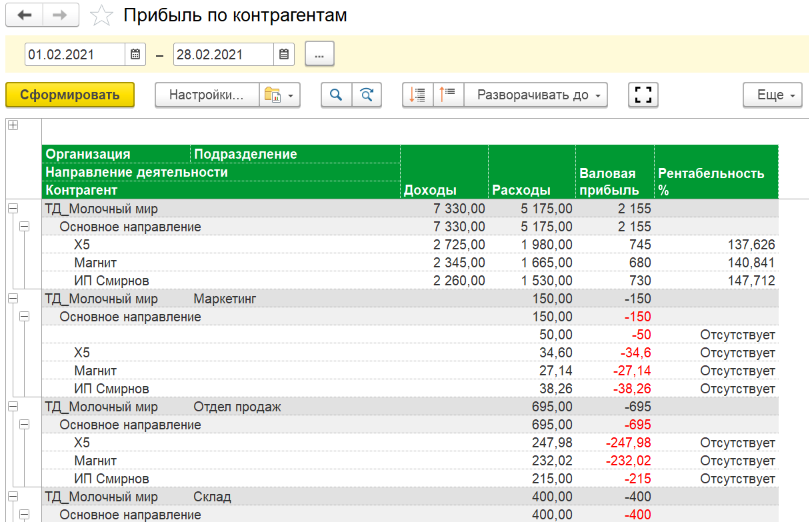 Прибыль по контрагентам
01.02.2021 – 28.02.2021 ...
Сформировать Настройки... Разворачивать до Еще
Организация Подразделение
Направление деятельности
Контрагент Доходы Расходы Валовая прибыль Рентабельность %
ТД_Молочный мир 7 330,00 5 175,00 2 155
Основное направление 7 330,00 5 175,00 2 155
X5 2 725,00 1 980,00 745 137,626
Магнит 2 345,00 1 665,00 680 140,841
ИП Смирнов 2 260,00 1 530,00 730 147,712
ТД_Молочный мир Маркетинг 150,00 -150
Основное направление 150,00 -150
50,00 -50 Отсутствует
X5 34,60 -34,6 Отсутствует
Магнит 27,14 -27,14 Отсутствует
ИП Смирнов 38,26 -38,26 Отсутствует
ТД_Молочный мир Отдел продаж 695,00 -695
Основное направление 695,00 -695
X5 247,98 -247,98 Отсутствует
Магнит 232,02 -232,02 Отсутствует
ИП Смирнов 215,00 -215 Отсутствует
ТД_Молочный мир Склад 400,00 -400
Основное направление 400,00 -400